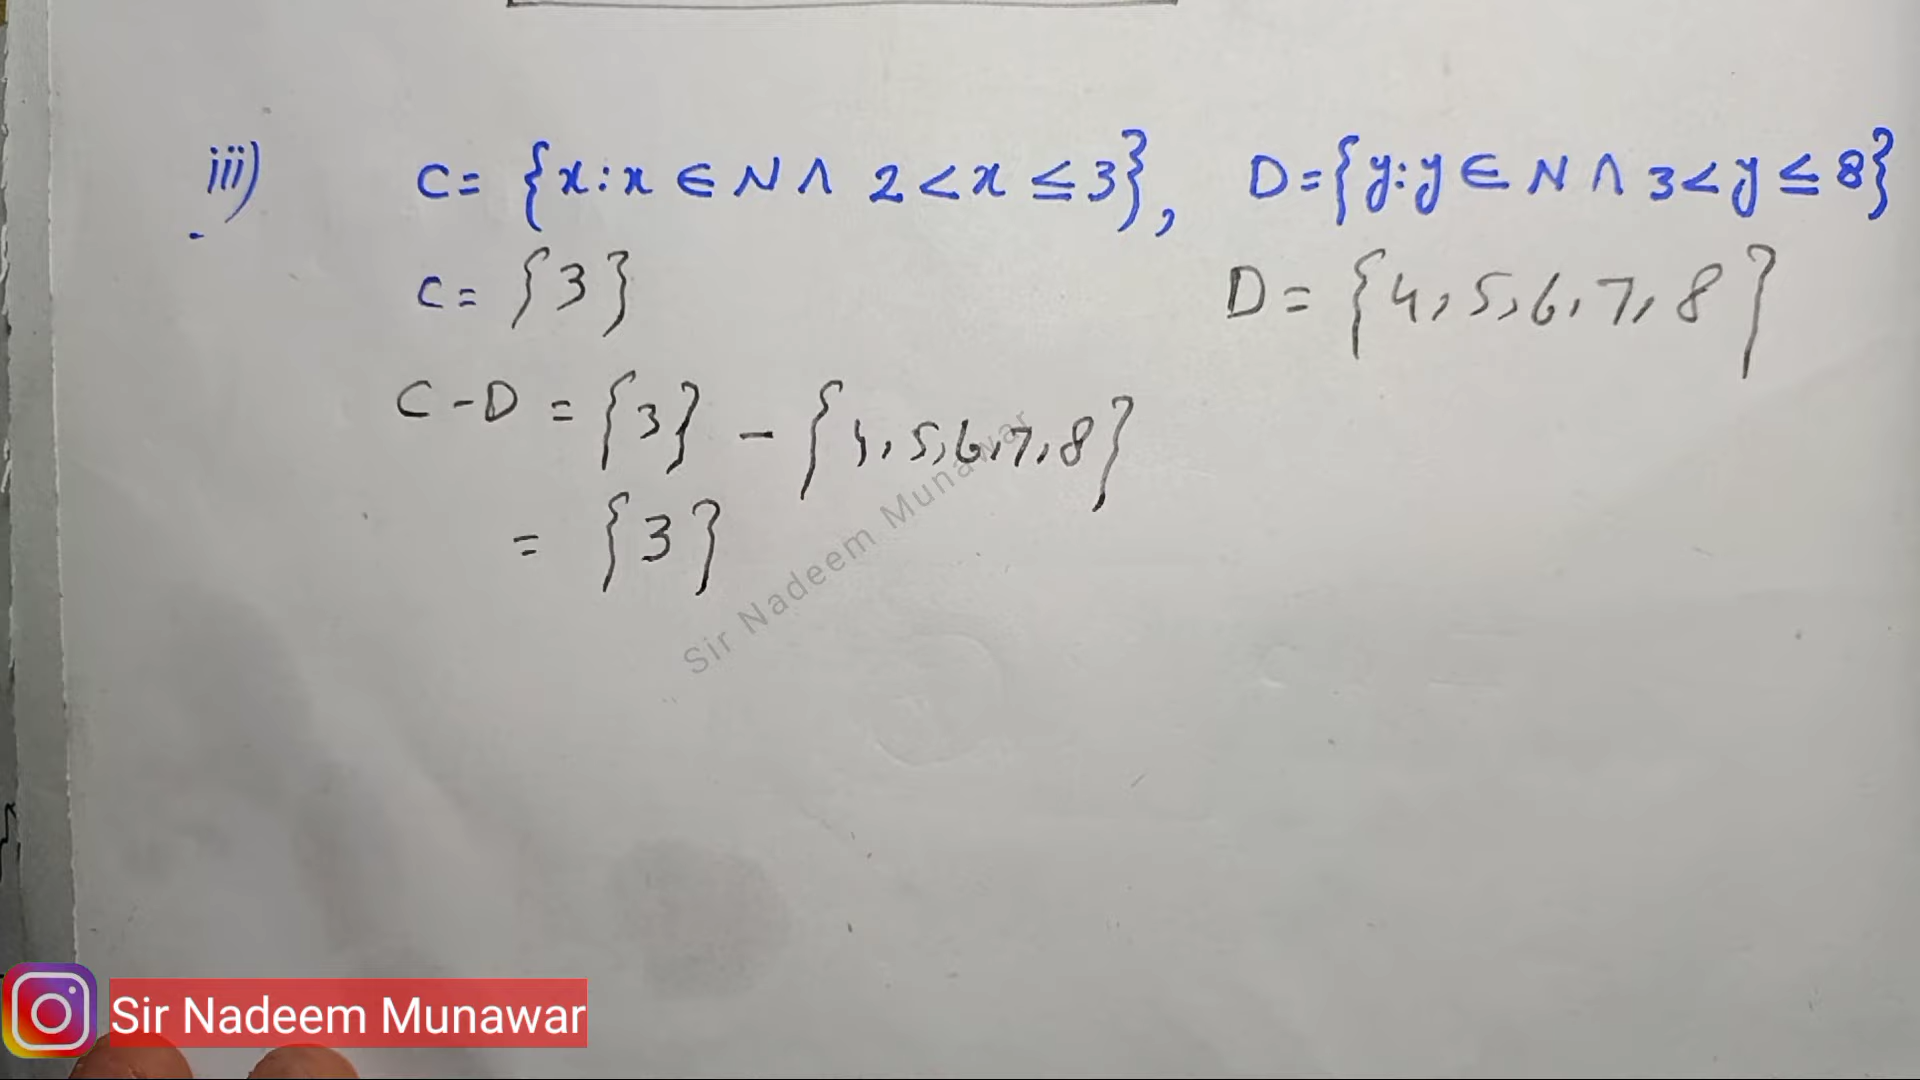 iii) C = {x : x ∈ N ∧ 2 < x ≤ 3}, D = {y : y ∈ N ∧ 3 < y ≤ 8}
C = {3} D = {4, 5, 6, 7, 8}
C - D = {3} - {4, 5, 6, 7, 8}
= {3}
Sir Nadeem Munawar
Sir Nadeem Munawar